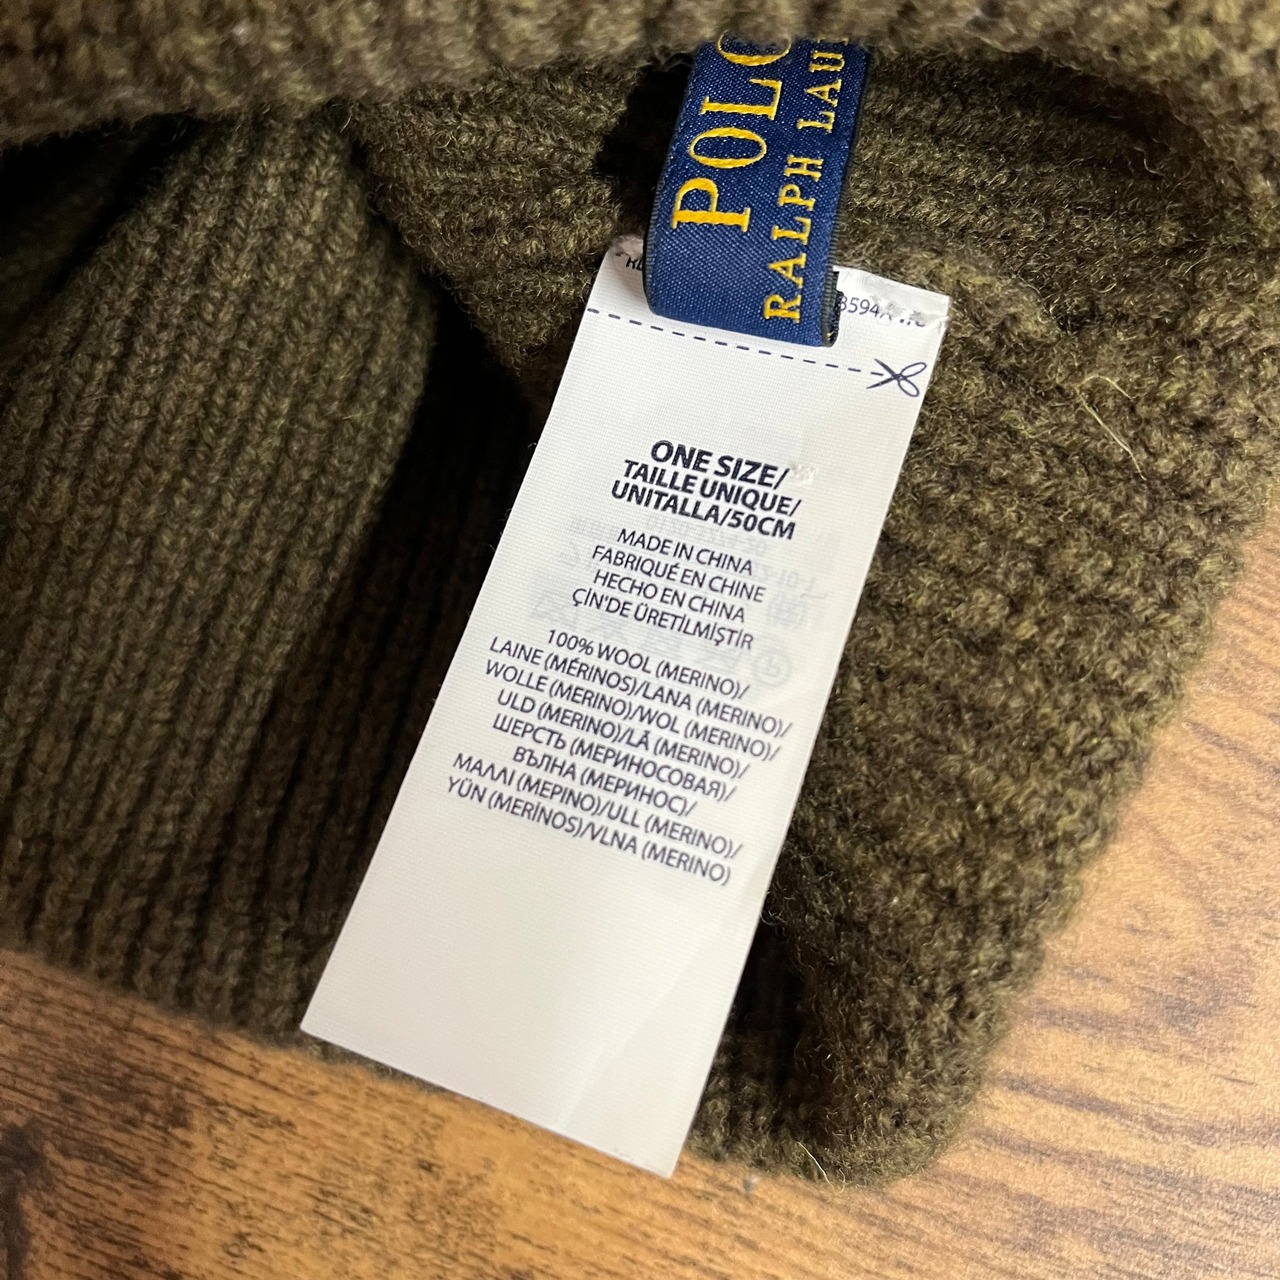 POLO
RALPH LAU
ONE SIZE/
TAILLE UNIQUE/
UNITALLA/50CM
MADE IN CHINA
FABRIQUÉ EN CHINE
HECHO EN CHINA
ÇİN'DE ÜRETİLMİŞTİR
100% WOOL (MERINO)/
LAINE (MÉRINOS)/LANA (MERINO)/
WOLLE (MERINO)/WOL (MERINO)/
ULD (MERINO)/LÃ (MERINO)/
ШЕРСТЬ (МЕРИНОСОВАЯ)/
ВЪЛНА (МЕРИНОС)/
ΜΑΛΛΙ (ΜΕΡΙΝΟ)/ULL (MERINO)/
YÜN (MERİNOS)/VLNA (MERINO)